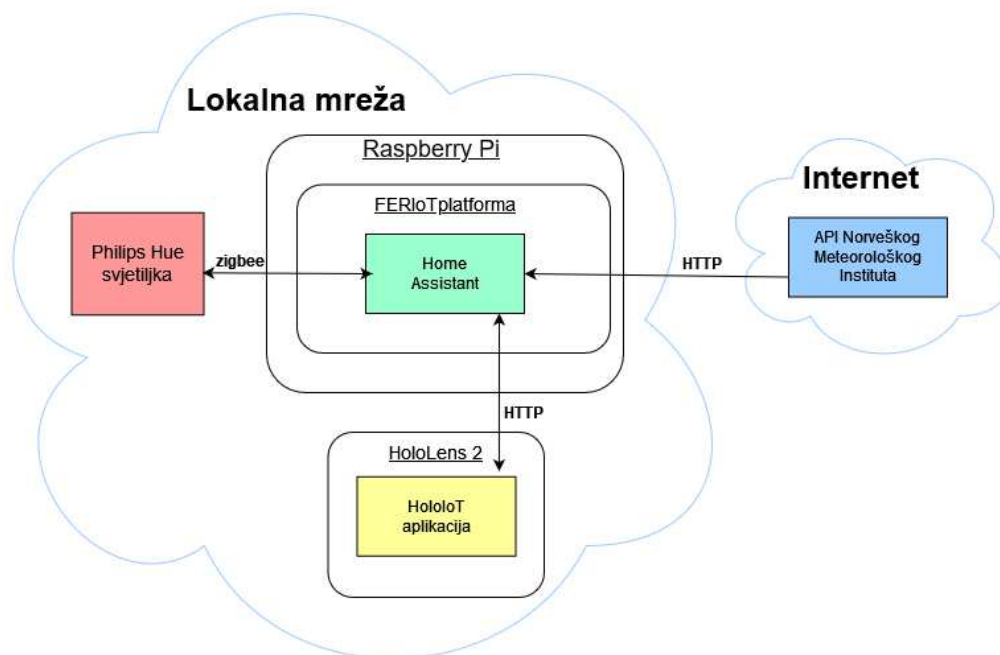 Lokalna mreža
Raspberry Pi
FERIoTplatforma
Internet
Philips Hue
svjetiljka
zigbee
Home
Assistant
HTTP
API Norveškog
Meteorološkog
Instituta
HTTP
HoloLens 2
HoloIoT
aplikacija